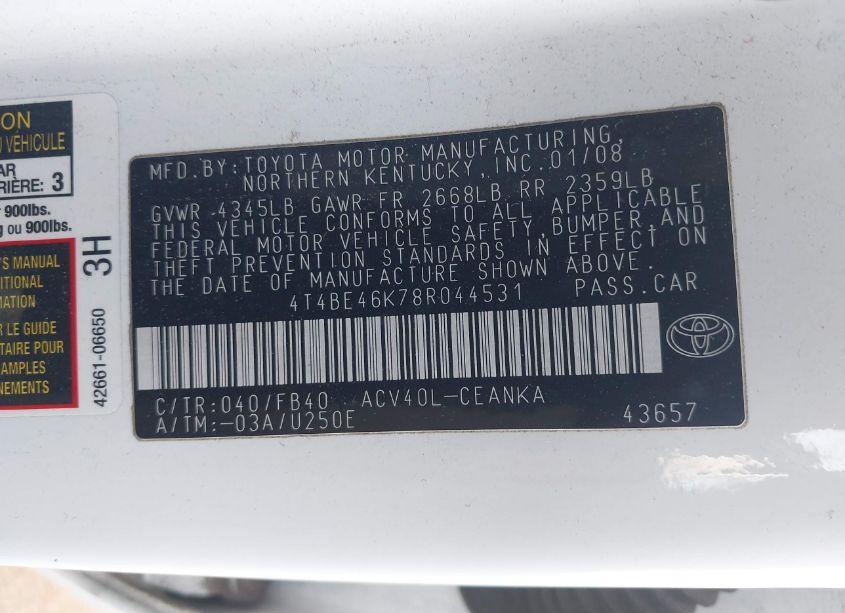 ION
U VÉHICULE
AR
RIÈRE: 3
900lbs.
g ou 900lbs.
'S MANUAL
DITIONAL
MATION
R LE GUIDE
TAIRE POUR
AMPLES
NEMENTS
3H
42661-06650
MFD.BY:TOYOTA MOTOR MANUFACTURING,
NORTHERN KENTUCKY,INC.01/08
GVWR 4345LB GAWR FR 2668LB RR 2359LB
THIS VEHICLE CONFORMS TO ALL APPLICABLE
FEDERAL MOTOR VEHICLE SAFETY,BUMPER,AND
THEFT PREVENTION STANDARDS IN EFFECT ON
THE DATE OF MANUFACTURE SHOWN ABOVE.
4T4BE46K78R044531 PASS.CAR
C/TR:040/FB40 ACV40L-CEANKA
A/TM:-03A/U250E 43657